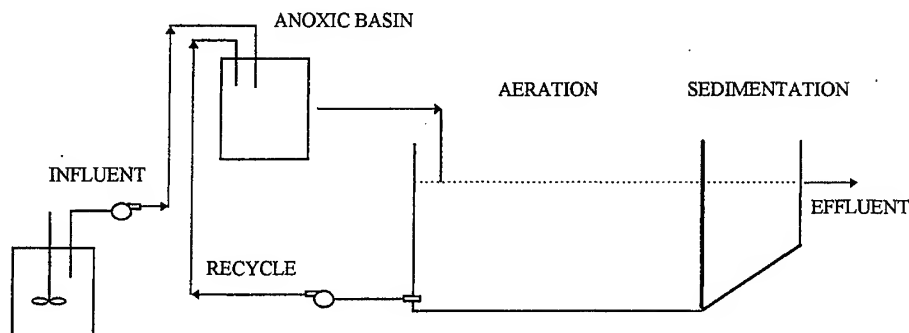 ANOXIC BASIN
AERATION
SEDIMENTATION
INFLUENT
EFFLUENT
RECYCLE